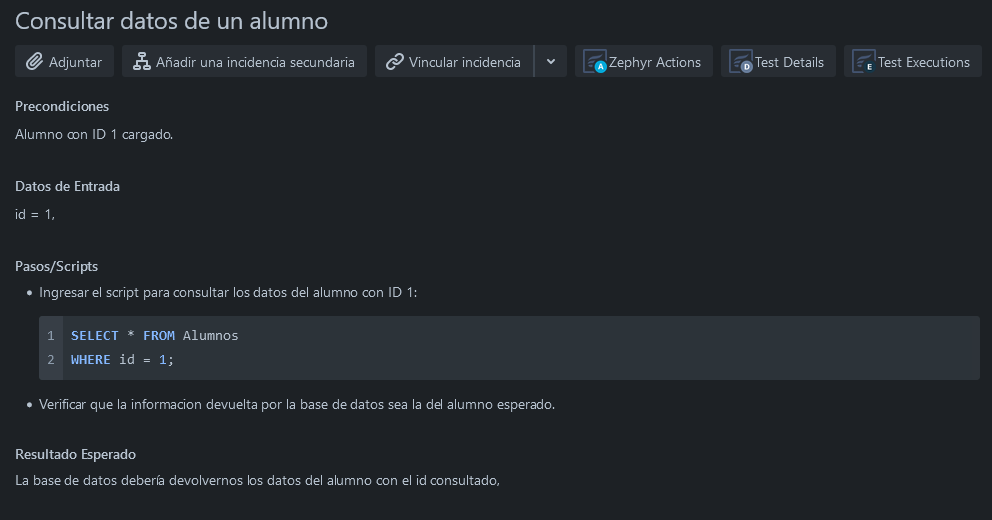 Consultar datos de un alumno
Adjuntar Añadir una incidencia secundaria Vincular incidencia A Zephyr Actions D Test Details E Test Executions
Precondiciones
Alumno con ID 1 cargado.
Datos de Entrada
id = 1,
Pasos/Scripts
• Ingresar el script para consultar los datos del alumno con ID 1:
1 SELECT * FROM Alumnos
2 WHERE id = 1;
• Verificar que la informacion devuelta por la base de datos sea la del alumno esperado.
Resultado Esperado
La base de datos debería devolvernos los datos del alumno con el id consultado,